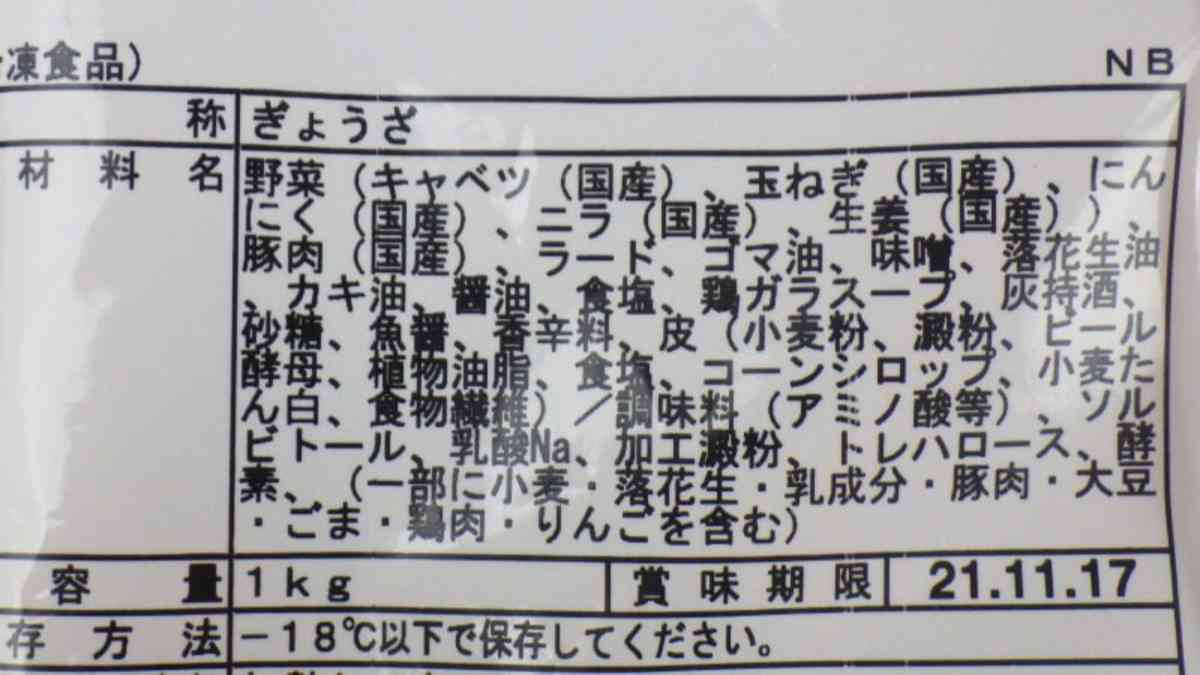 凍食品)
NB
称 ぎょうざ
材料名 野菜(キャベツ(国産)、玉ねぎ(国産)、にん
にく(国産)、ニラ(国産)、生姜(国産))、
豚肉(国産)、ラード、ゴマ油、味噌、落花生油
、カキ油、醤油、食塩、鶏ガラスープ、灰持酒、
砂糖、魚醤、香辛料、皮(小麦粉、澱粉、ビール
酵母、植物油脂、食塩、コーンシロップ、小麦た
ん白、食物繊維)/調味料(アミノ酸等)、ソル
ビトール、乳酸Na、加工澱粉、トレハロース、酵
素、(一部に小麦・落花生・乳成分・豚肉・大豆
・ごま・鶏肉・りんごを含む)
容量 1kg 賞味期限 21.11.17
存方法 -18℃以下で保存してください。